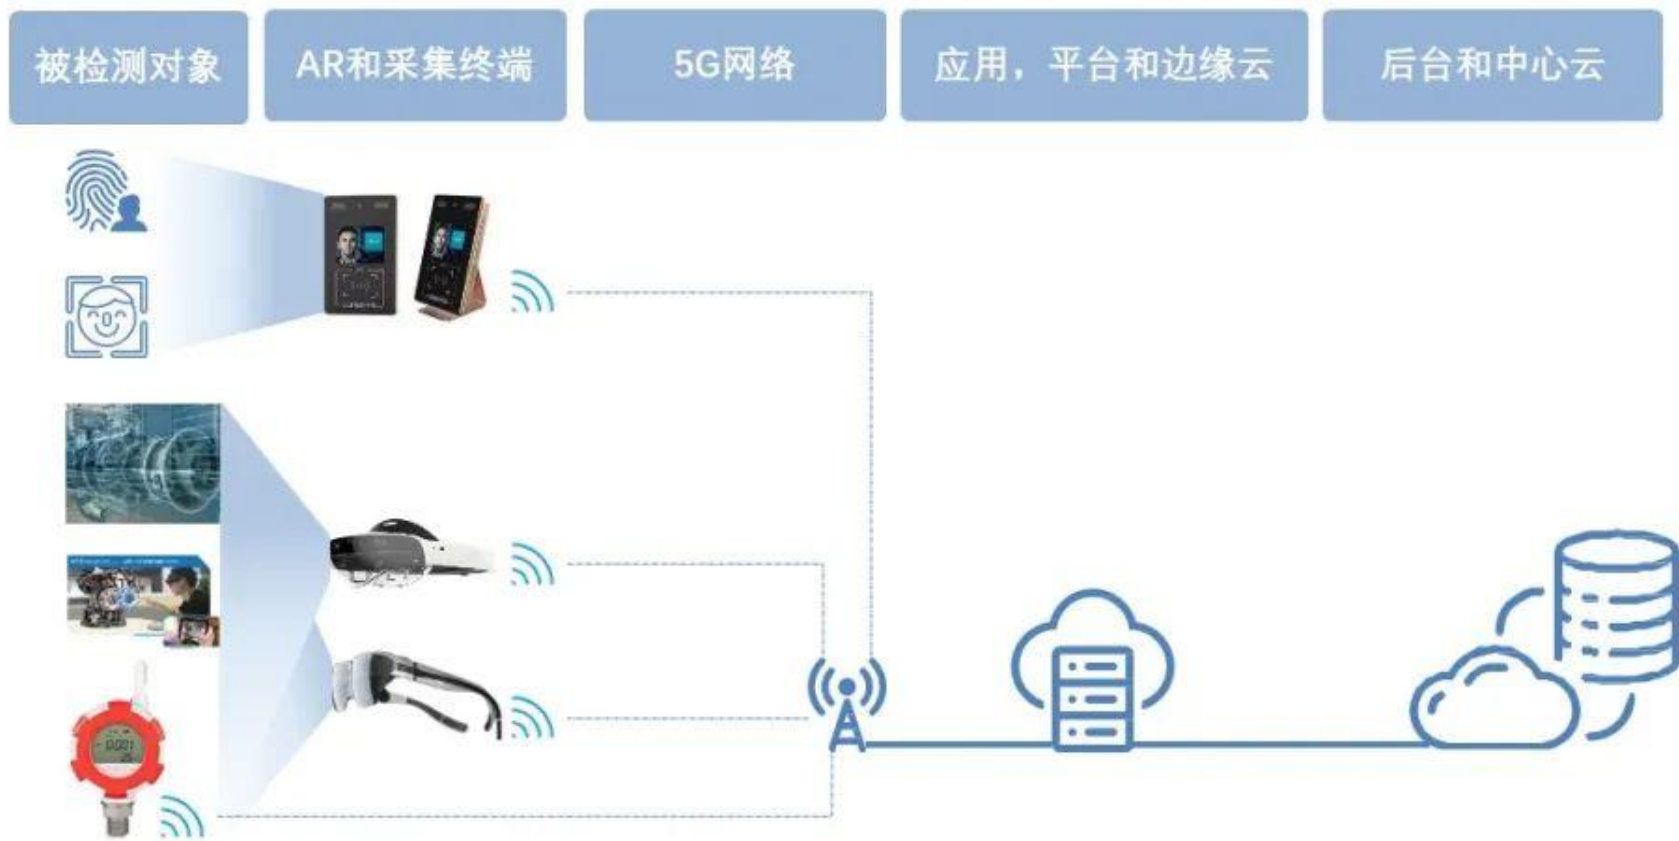 被检测对象
AR和采集终端
5G网络
应用，平台和边缘云
后台和中心云